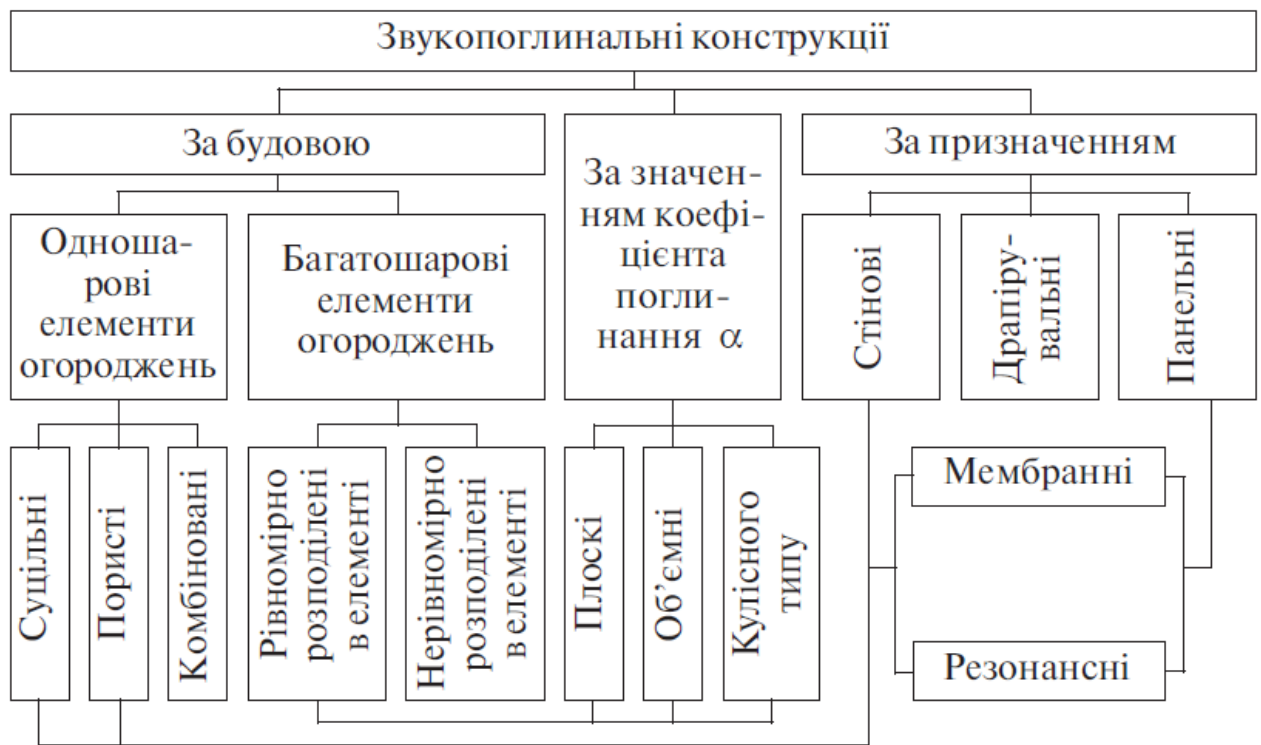 Звукопоглинальні конструкції
За будовою
За значен-
ням коефі-
цієнта
погли-
нання α
За призначенням
Одноша-
рові
елементи
огороджень
Багатошарові
елементи
огороджень
Стінові
Драпіру-
вальні
Панельні
Суцільні
Пористі
Комбіновані
Рівномірно
розподілені
в елементі
Нерівномірно
розподілені
в елементі
Плоскі
Об’ємні
Кулісного
типу
Мембранні
Резонансні